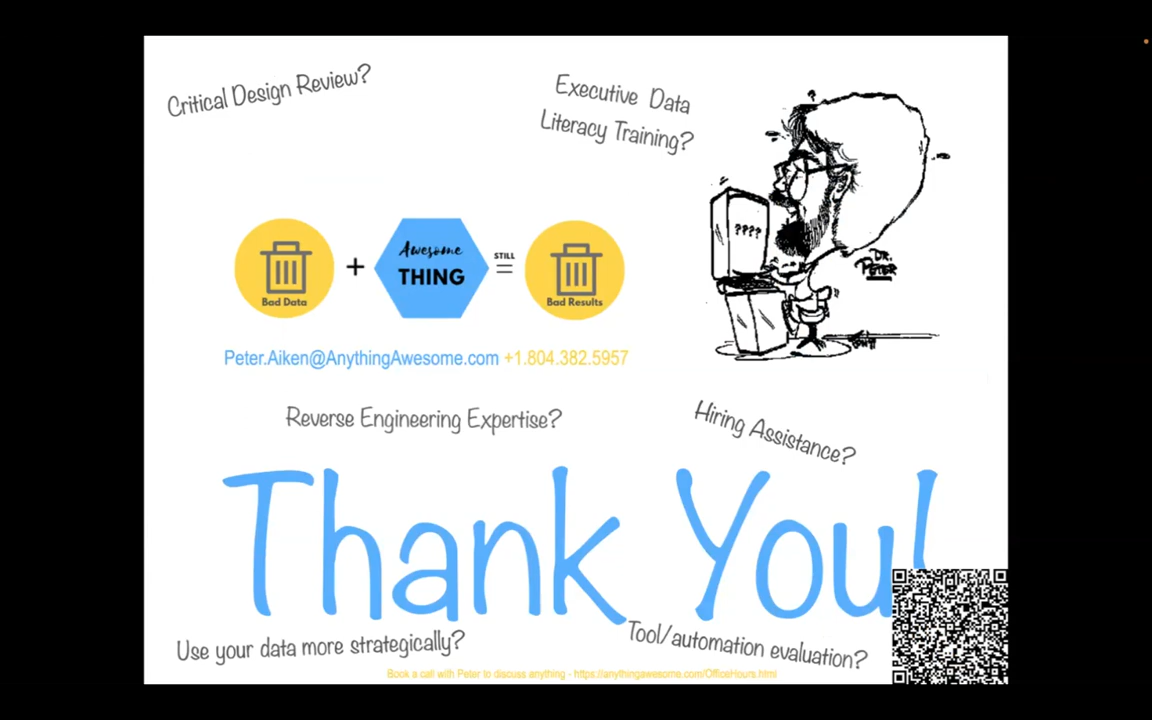 Critical Design Review?
Executive Data
Literacy Training?
?
????
DR.
PETER
Bad Data
+
Awesome
THING
STILL
=
Bad Results
Peter.Aiken@AnythingAwesome.com +1.804.382.5957
Reverse Engineering Expertise?
Hiring Assistance?
Thank You!
Use your data more strategically?
Tool/automation evaluation?
Book a call with Peter to discuss anything - https://anythingawesome.com/OfficeHours.html